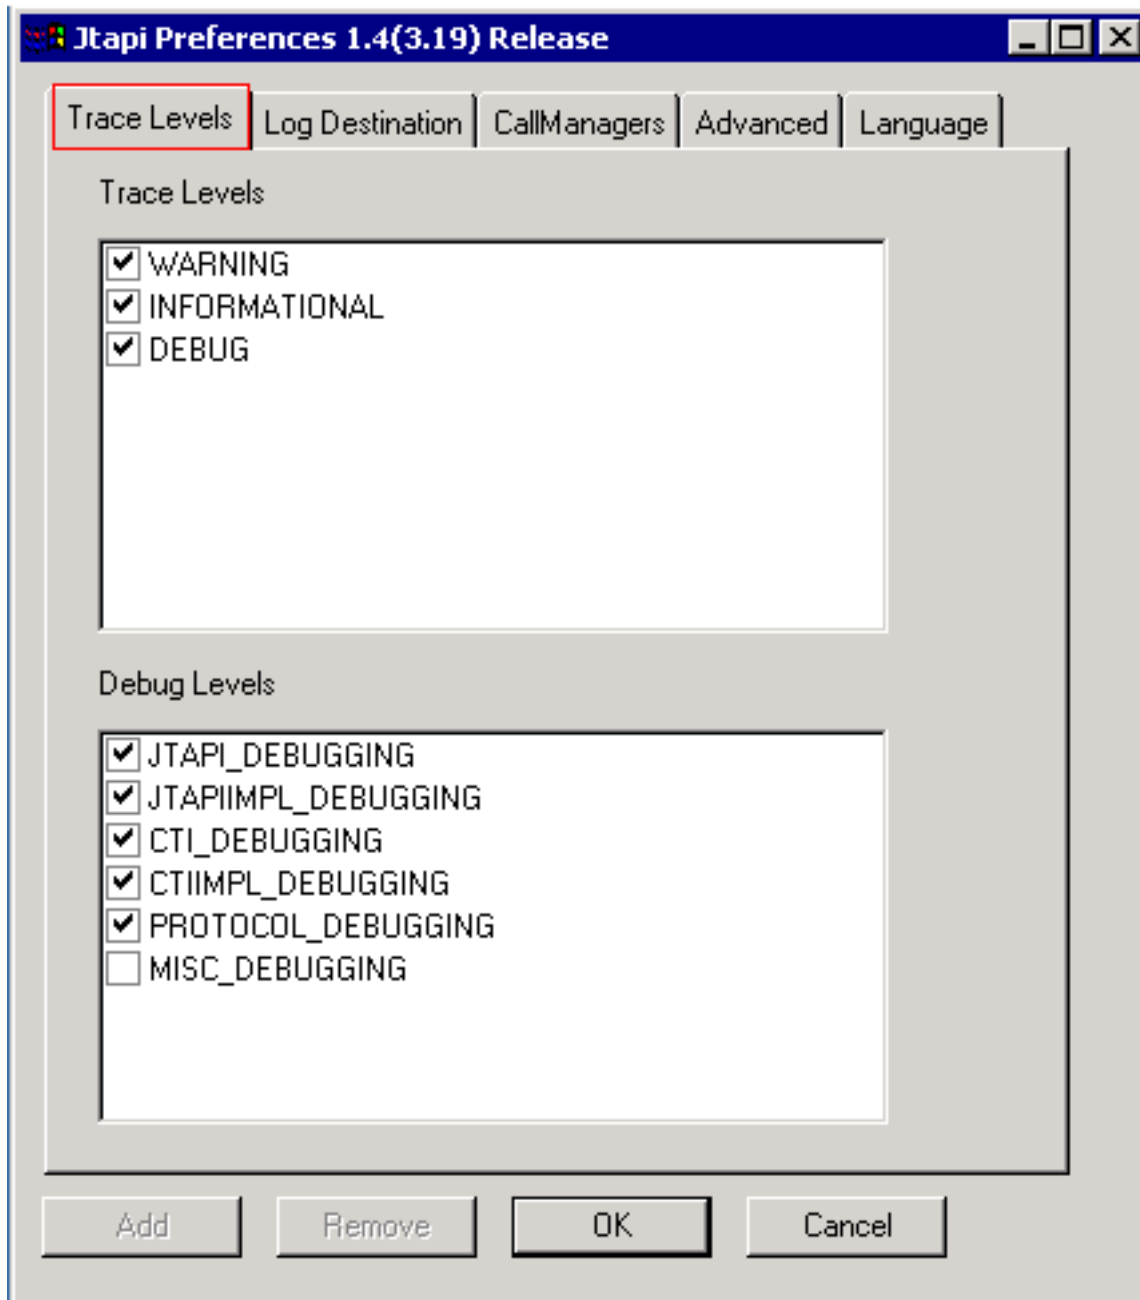 Jtapi Preferences 1.4(3.19) Release
Trace Levels Log Destination CallManagers Advanced Language
Trace Levels
WARNING
INFORMATIONAL
DEBUG
Debug Levels
JTAPI_DEBUGGING
JTAPIIMPL_DEBUGGING
CTI_DEBUGGING
CTIIMPL_DEBUGGING
PROTOCOL_DEBUGGING
MISC_DEBUGGING
Add Remove OK Cancel